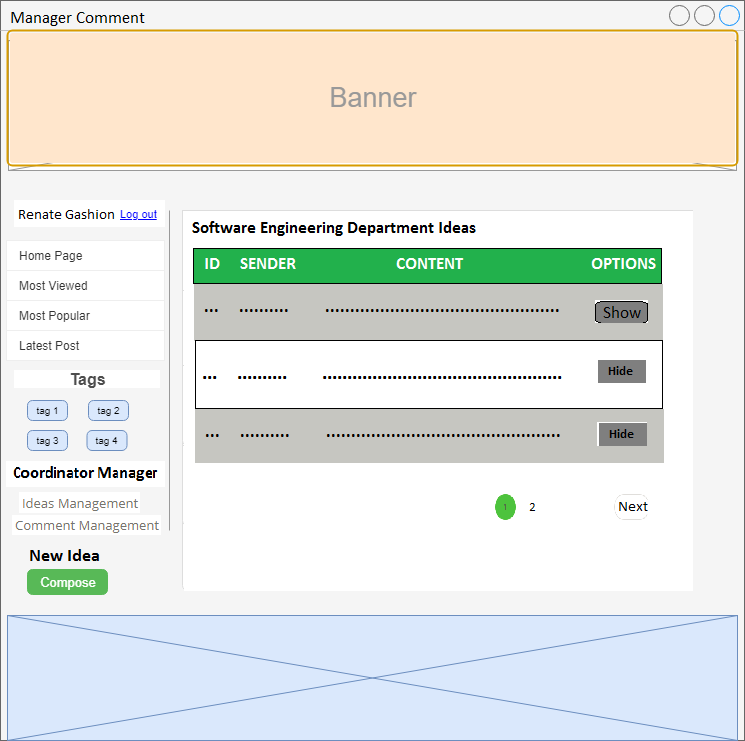 Manager Comment
Banner
Renate Gashion Log out
Home Page
Most Viewed
Most Popular
Latest Post
Tags
tag 1 tag 2
tag 3 tag 4
Coordinator Manager
Ideas Management
Comment Management
New Idea
Compose
Software Engineering Department Ideas
ID SENDER CONTENT OPTIONS
... .......... ............................................... Show
... .......... ................................................ Hide
... .......... ............................................... Hide
1 2 Next